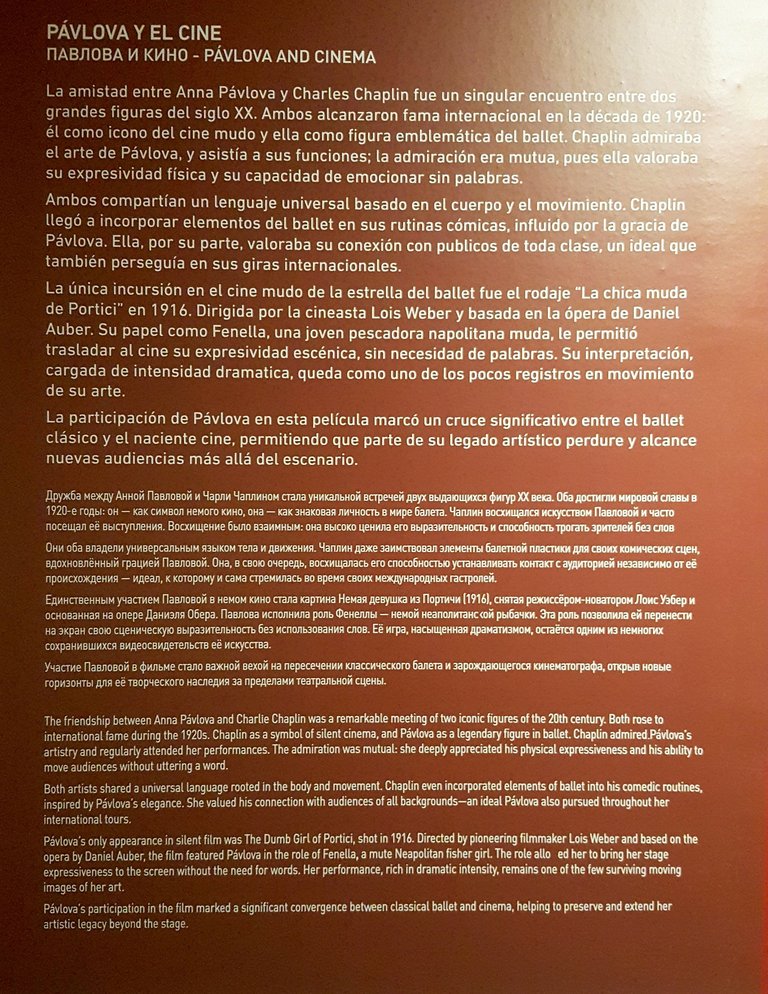 PÁVLOVA Y EL CINE
ПАВЛОВА И КИНО - PÁVLOVA AND CINEMA
La amistad entre Anna Pávlova y Charles Chaplin fue un singular encuentro entre dos
grandes figuras del siglo XX. Ambos alcanzaron fama internacional en la década de 1920:
él como icono del cine mudo y ella como figura emblemática del ballet. Chaplin admiraba
el arte de Pávlova, y asistía a sus funciones; la admiración era mutua, pues ella valoraba
su expresividad física y su capacidad de emocionar sin palabras.
Ambos compartían un lenguaje universal basado en el cuerpo y el movimiento. Chaplin
llegó a incorporar elementos del ballet en sus rutinas cómicas, influido por la gracia de
Pávlova. Ella, por su parte, valoraba su conexión con publicos de toda clase, un ideal que
también perseguía en sus giras internacionales.
La única incursión en el cine mudo de la estrella del ballet fue el rodaje “La chica muda
de Portici” en 1916. Dirigida por la cineasta Lois Weber y basada en la ópera de Daniel
Auber. Su papel como Fenella, una joven pescadora napolitana muda, le permitió
trasladar al cine su expresividad escénica, sin necesidad de palabras. Su interpretación,
cargada de intensidad dramatica, queda como uno de los pocos registros en movimiento
de su arte.
La participación de Pávlova en esta película marcó un cruce significativo entre el ballet
clásico y el naciente cine, permitiendo que parte de su legado artístico perdure y alcance
nuevas audiencias más allá del escenario.
Дружба между Анной Павловой и Чарли Чаплином стала уникальной встречей двух выдающихся фигур XX века. Оба достигли мировой славы в
1920-е годы: он — как символ немого кино, она — как знаковая личность в мире балета. Чаплин восхищался искусством Павловой и часто
посещал её выступления. Восхищение было взаимным: она высоко ценила его выразительность и способность трогать зрителей без слов
Они оба владели универсальным языком тела и движения. Чаплин даже заимствовал элементы балетной пластики для своих комических сцен,
вдохновлённый грацией Павловой. Она, в свою очередь, восхищалась его способностью устанавливать контакт с аудиторией независимо от её
происхождения — идеал, к которому и сама стремилась во время своих международных гастролей.
Единственным участием Павловой в немом кино стала картина Немая девушка из Портичи (1916), снятая режиссёром-новатором Лоис Уэбер и
основанная на опере Даниэля Обера. Павлова исполнила роль Фенеллы — немой неаполитанской рыбачки. Эта роль позволила ей перенести
на экран свою сценическую выразительность без использования слов. Её игра, насыщенная драматизмом, остаётся одним из немногих
сохранившихся видеосвидетельств её искусства.
Участие Павловой в фильме стало важной вехой на пересечении классического балета и зарождающегося кинематографа, открыв новые
горизонты для её творческого наследия за пределами театральной сцены.
The friendship between Anna Pávlova and Charlie Chaplin was a remarkable meeting of two iconic figures of the 20th century. Both rose to
international fame during the 1920s. Chaplin as a symbol of silent cinema, and Pávlova as a legendary figure in ballet. Chaplin admired.Pávlova's
artistry and regularly attended her performances. The admiration was mutual: she deeply appreciated his physical expressiveness and his ability to
move audiences without uttering a word.
Both artists shared a universal language rooted in the body and movement. Chaplin even incorporated elements of ballet into his comedic routines,
inspired by Pávlova's elegance. She valued his connection with audiences of all backgrounds—an ideal Pávlova also pursued throughout her
international tours.
Pávlova's only appearance in silent film was The Dumb Girl of Portici, shot in 1916. Directed by pioneering filmmaker Lois Weber and based on the
opera by Daniel Auber, the film featured Pávlova in the role of Fenella, a mute Neapolitan fisher girl. The role allo ed her to bring her stage
expressiveness to the screen without the need for words. Her performance, rich in dramatic intensity, remains one of the few surviving moving
images of her art.
Pávlova's participation in the film marked a significant convergence between classical ballet and cinema, helping to preserve and extend her
artistic legacy beyond the stage.